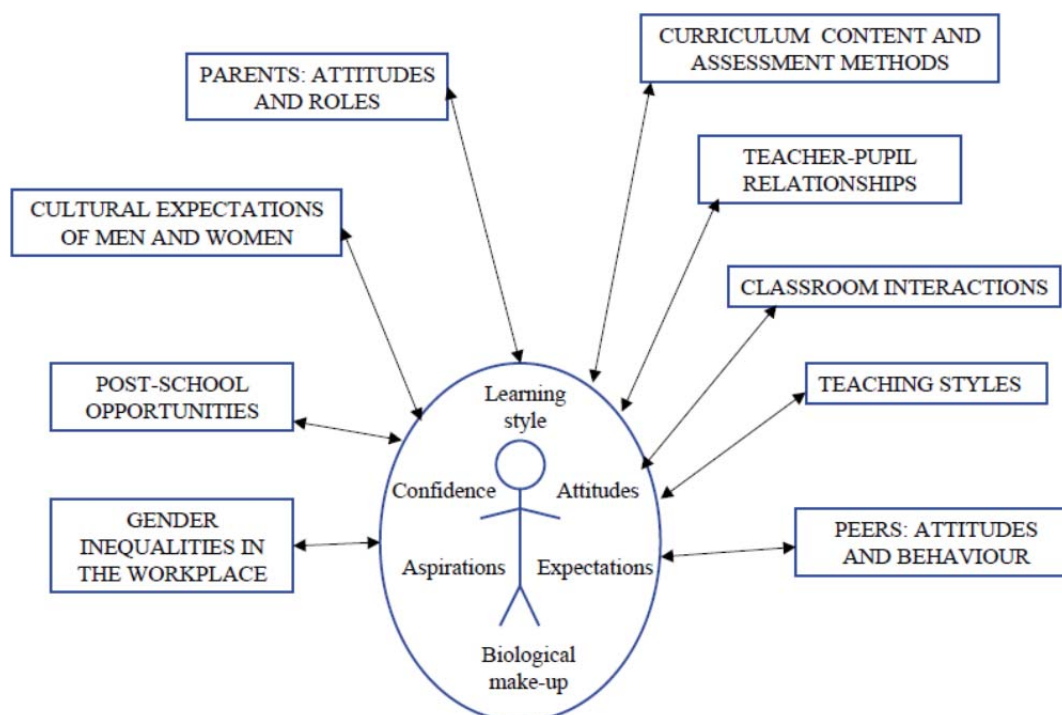 CURRICULUM CONTENT AND
ASSESSMENT METHODS
PARENTS: ATTITUDES
AND ROLES
TEACHER-PUPIL
RELATIONSHIPS
CULTURAL EXPECTATIONS
OF MEN AND WOMEN
CLASSROOM INTERACTIONS
POST-SCHOOL
OPPORTUNITIES
TEACHING STYLES
Learning
style
Confidence
Attitudes
GENDER
INEQUALITIES IN
THE WORKPLACE
PEERS: ATTITUDES
AND BEHAVIOUR
Aspirations
Expectations
Biological
make-up